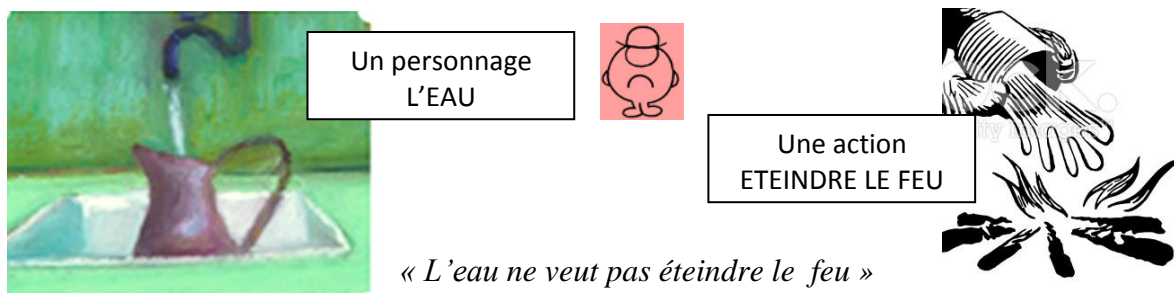 Un personnage
L'EAU
Une action
ETEINDRE LE FEU
« L'eau ne veut pas éteindre le feu »